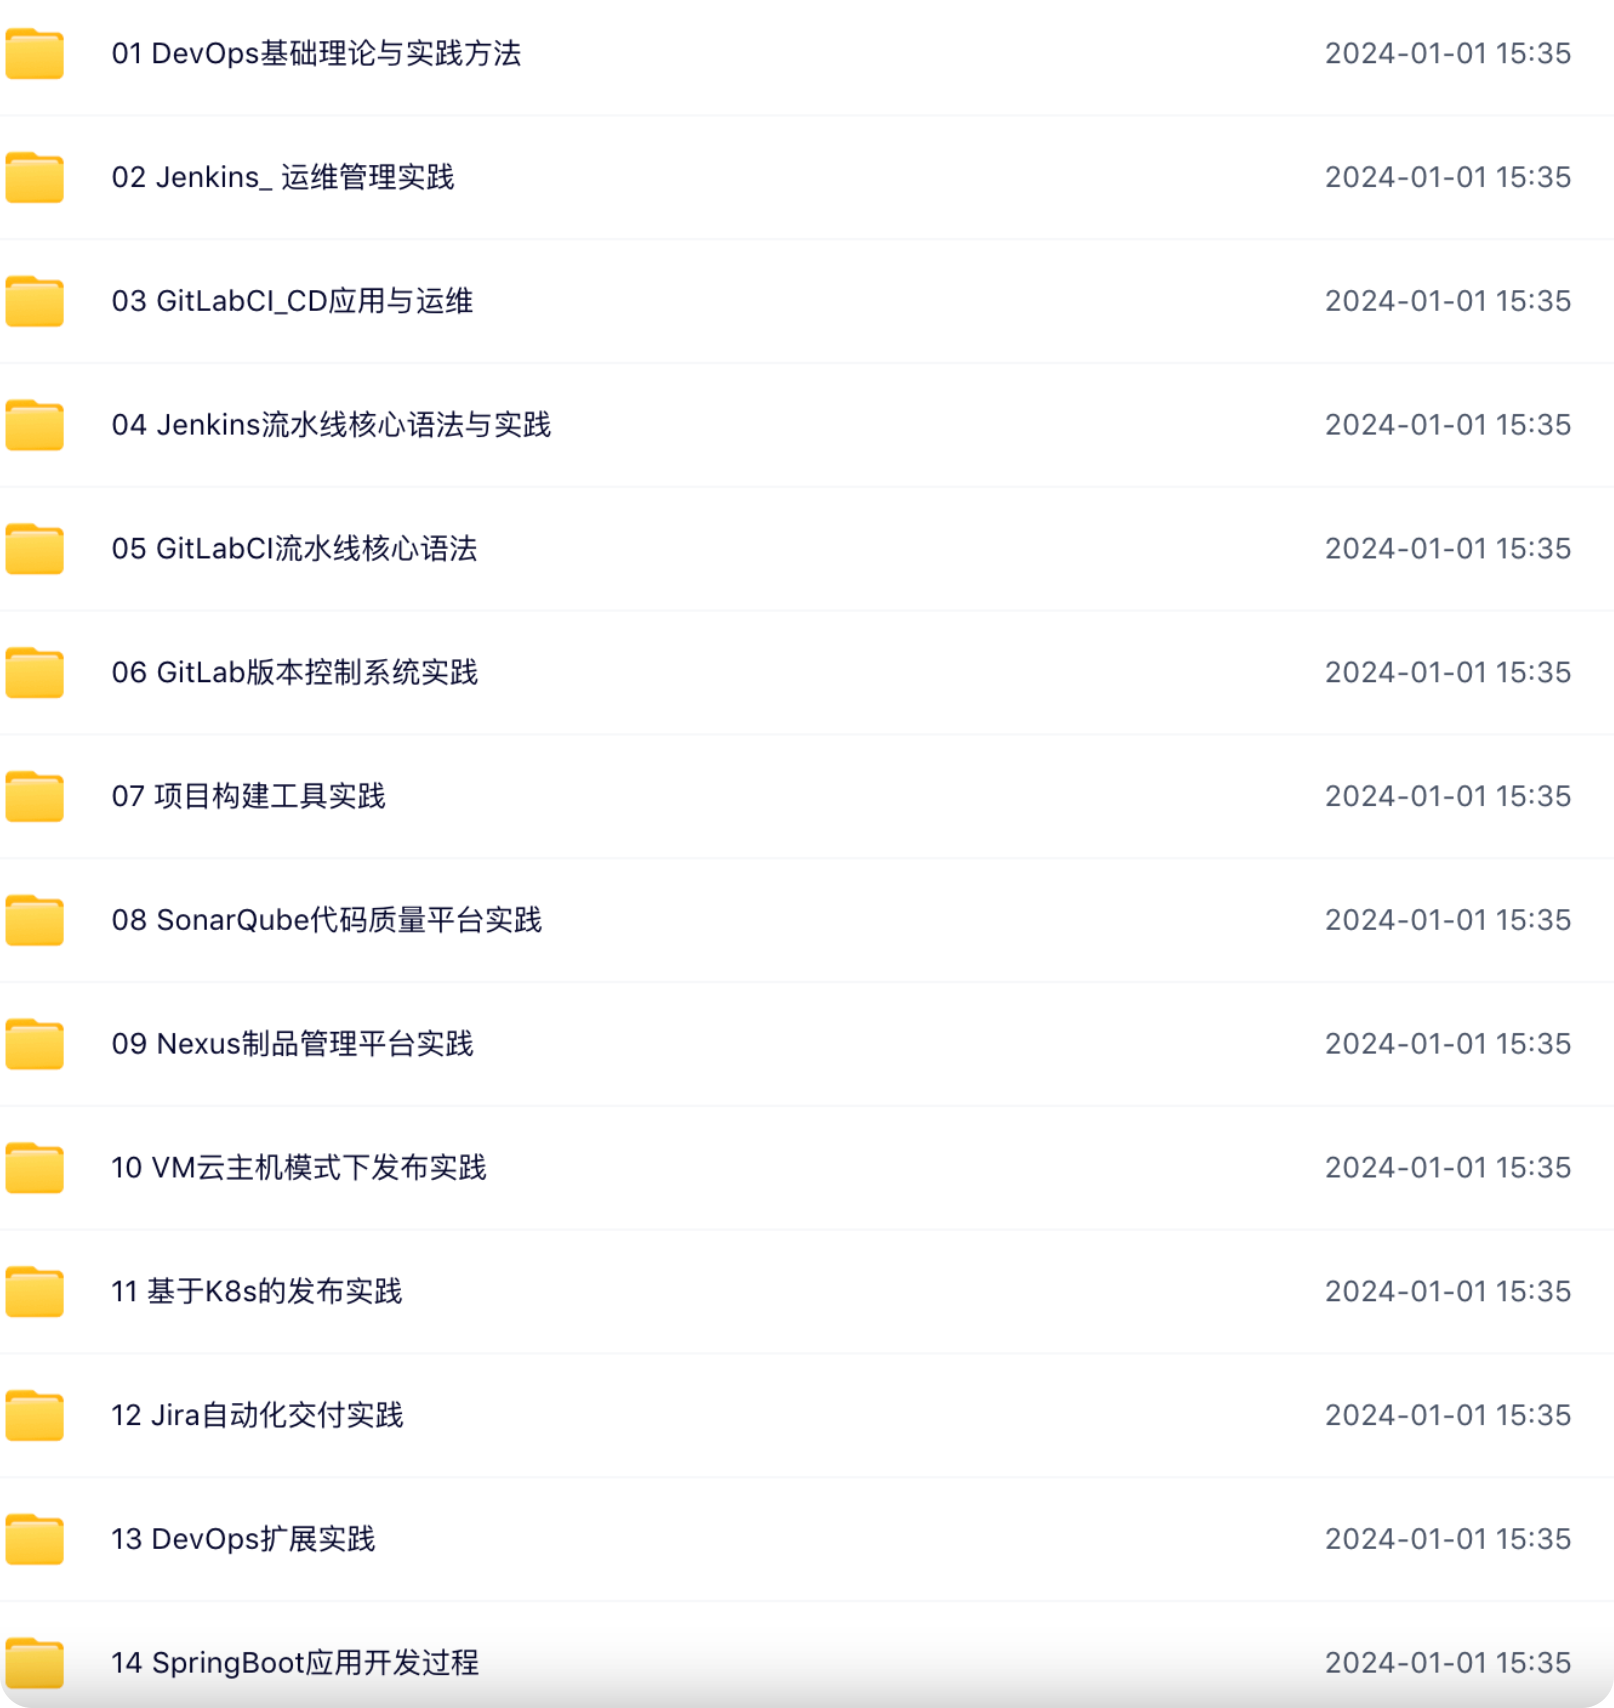 01 DevOps基础理论与实践方法 2024-01-01 15:35
02 Jenkins_ 运维管理实践 2024-01-01 15:35
03 GitLabCI_CD应用与运维 2024-01-01 15:35
04 Jenkins流水线核心语法与实践 2024-01-01 15:35
05 GitLabCI流水线核心语法 2024-01-01 15:35
06 GitLab版本控制系统实践 2024-01-01 15:35
07 项目构建工具实践 2024-01-01 15:35
08 SonarQube代码质量平台实践 2024-01-01 15:35
09 Nexus制品管理平台实践 2024-01-01 15:35
10 VM云主机模式下发布实践 2024-01-01 15:35
11 基于K8s的发布实践 2024-01-01 15:35
12 Jira自动化交付实践 2024-01-01 15:35
13 DevOps扩展实践 2024-01-01 15:35
14 SpringBoot应用开发过程 2024-01-01 15:35